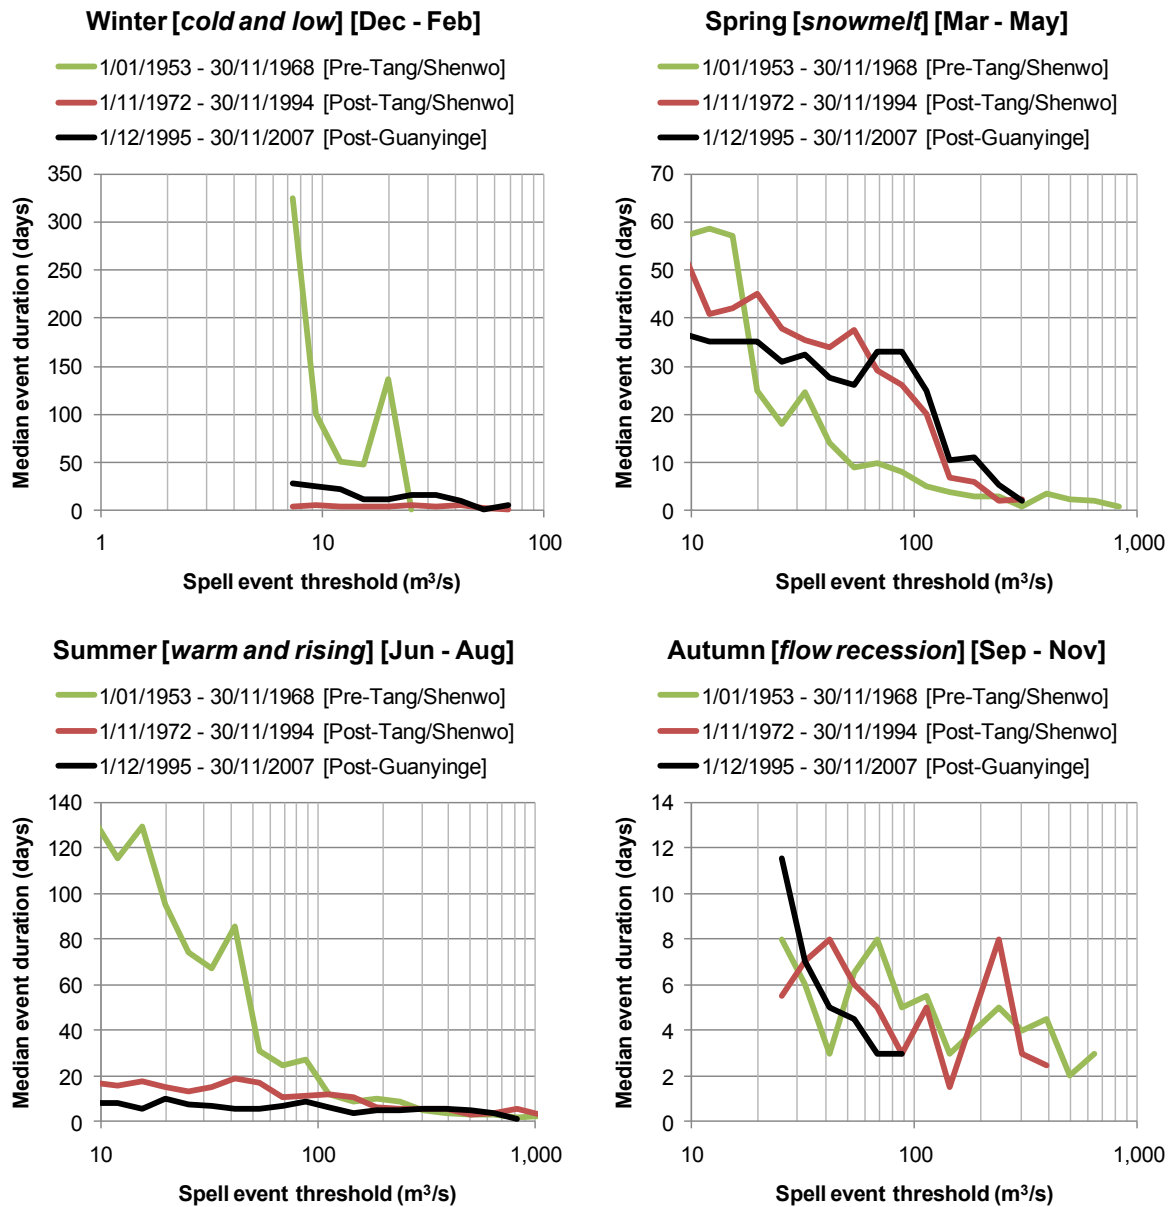 Winter [cold and low] [Dec - Feb]
1/01/1953 - 30/11/1968 [Pre-Tang/Shenwo]
1/11/1972 - 30/11/1994 [Post-Tang/Shenwo]
1/12/1995 - 30/11/2007 [Post-Guanyinge]
Median event duration (days)
350
300
250
200
150
100
50
0
1 10 100
Spell event threshold (m³/s)
Spring [snowmelt] [Mar - May]
1/01/1953 - 30/11/1968 [Pre-Tang/Shenwo]
1/11/1972 - 30/11/1994 [Post-Tang/Shenwo]
1/12/1995 - 30/11/2007 [Post-Guanyinge]
Median event duration (days)
70
60
50
40
30
20
10
0
10 100 1,000
Spell event threshold (m³/s)
Summer [warm and rising] [Jun - Aug]
1/01/1953 - 30/11/1968 [Pre-Tang/Shenwo]
1/11/1972 - 30/11/1994 [Post-Tang/Shenwo]
1/12/1995 - 30/11/2007 [Post-Guanyinge]
Median event duration (days)
140
120
100
80
60
40
20
0
10 100 1,000
Spell event threshold (m³/s)
Autumn [flow recession] [Sep - Nov]
1/01/1953 - 30/11/1968 [Pre-Tang/Shenwo]
1/11/1972 - 30/11/1994 [Post-Tang/Shenwo]
1/12/1995 - 30/11/2007 [Post-Guanyinge]
Median event duration (days)
14
12
10
8
6
4
2
0
10 100 1,000
Spell event threshold (m³/s)